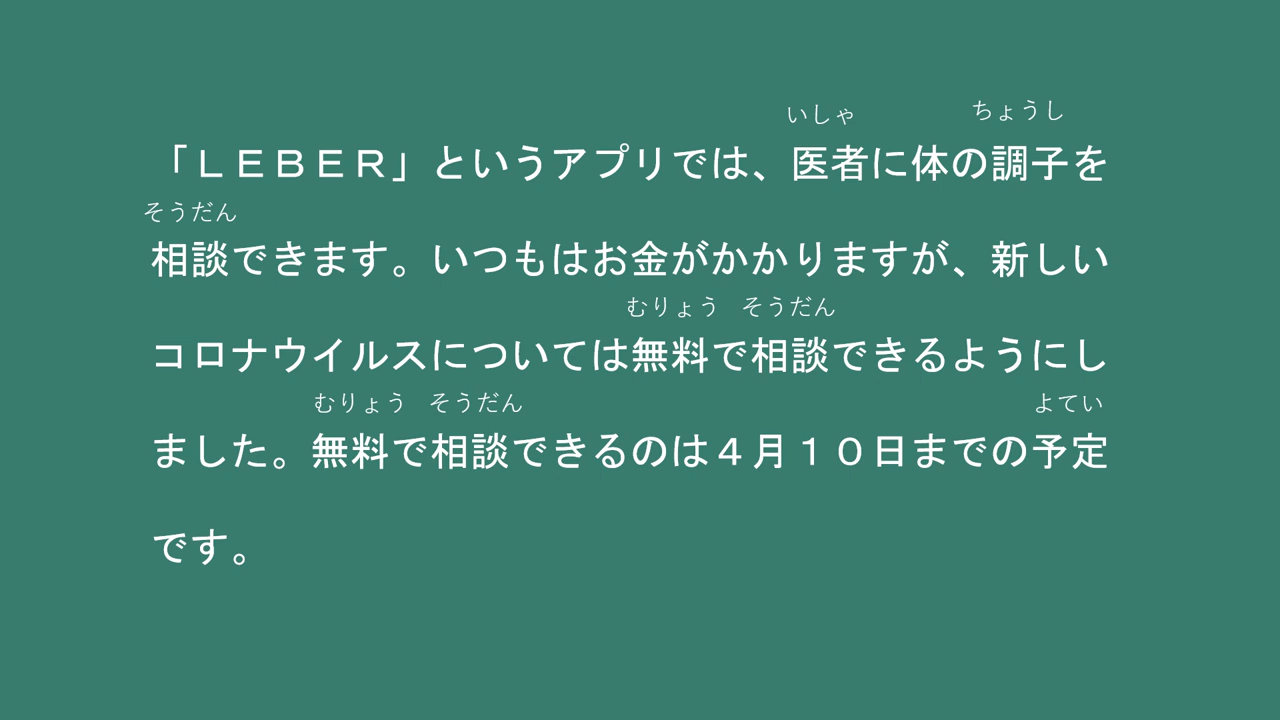 いしゃ ちょうし
「ＬＥＢＥＲ」というアプリでは、医者に体の調子を
そうだん
相談できます。いつもはお金がかかりますが、新しい
むりょう そうだん
コロナウイルスについては無料で相談できるようにし
むりょう そうだん よてい
ました。無料で相談できるのは４月１０日までの予定
です。